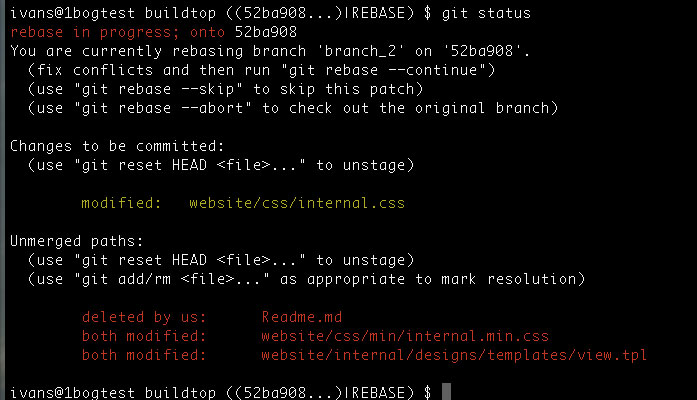 ivans@1bogtest buildtop ((52ba908...)|REBASE) $ git status
rebase in progress; onto 52ba908
You are currently rebasing branch 'branch_2' on '52ba908'.
  (fix conflicts and then run "git rebase --continue")
  (use "git rebase --skip" to skip this patch)
  (use "git rebase --abort" to check out the original branch)
Changes to be committed:
  (use "git reset HEAD <file>..." to unstage)
        modified:   website/css/internal.css
Unmerged paths:
  (use "git reset HEAD <file>..." to unstage)
  (use "git add/rm <file>..." as appropriate to mark resolution)
        deleted by us:      Readme.md
        both modified:      website/css/min/internal.min.css
        both modified:      website/internal/designs/templates/view.tpl
ivans@1bogtest buildtop ((52ba908...)|REBASE) $